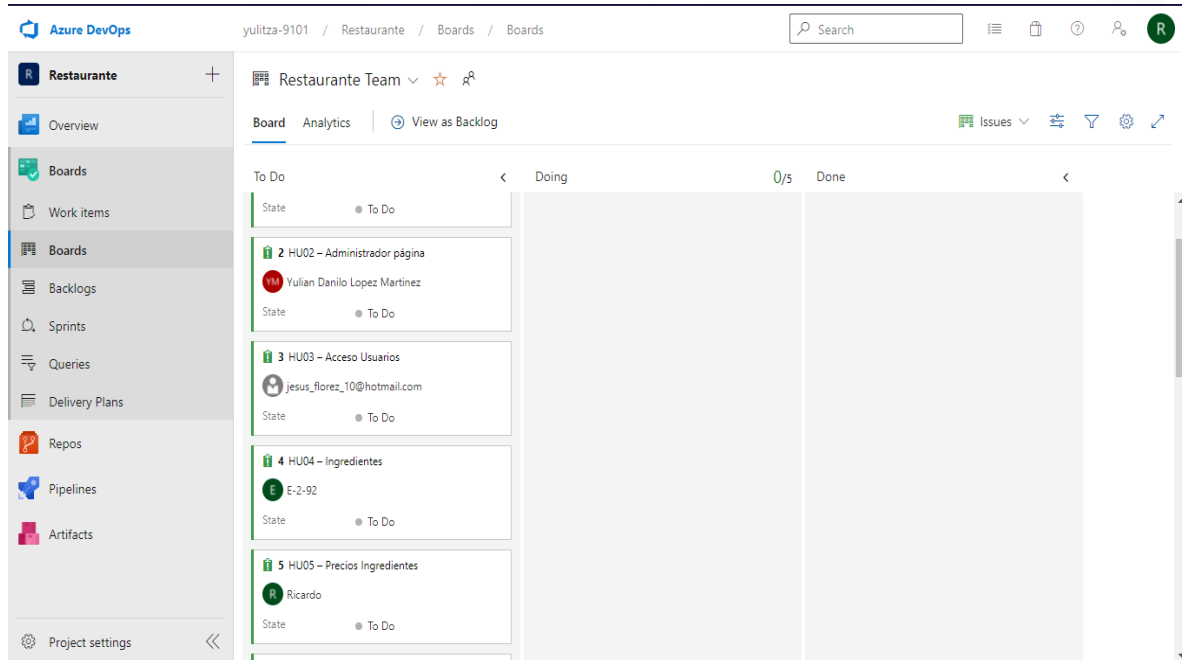 Azure DevOps
yulitza-9101 / Restaurante / Boards / Boards
Search
R
R Restaurante
Restaurante Team
Overview
Board Analytics View as Backlog
Issues
Boards
To Do
Doing
0/5
Done
Work items
Boards
Backlogs
Sprints
Queries
Delivery Plans
Repos
Pipelines
Artifacts
Project settings
State To Do
2 HU02 – Administrador página
YM Yulian Danilo Lopez Martinez
State To Do
3 HU03 – Acceso Usuarios
jesus_florez_10@hotmail.com
State To Do
4 HU04 – Ingredientes
E E-2-92
State To Do
5 HU05 – Precios Ingredientes
R Ricardo
State To Do